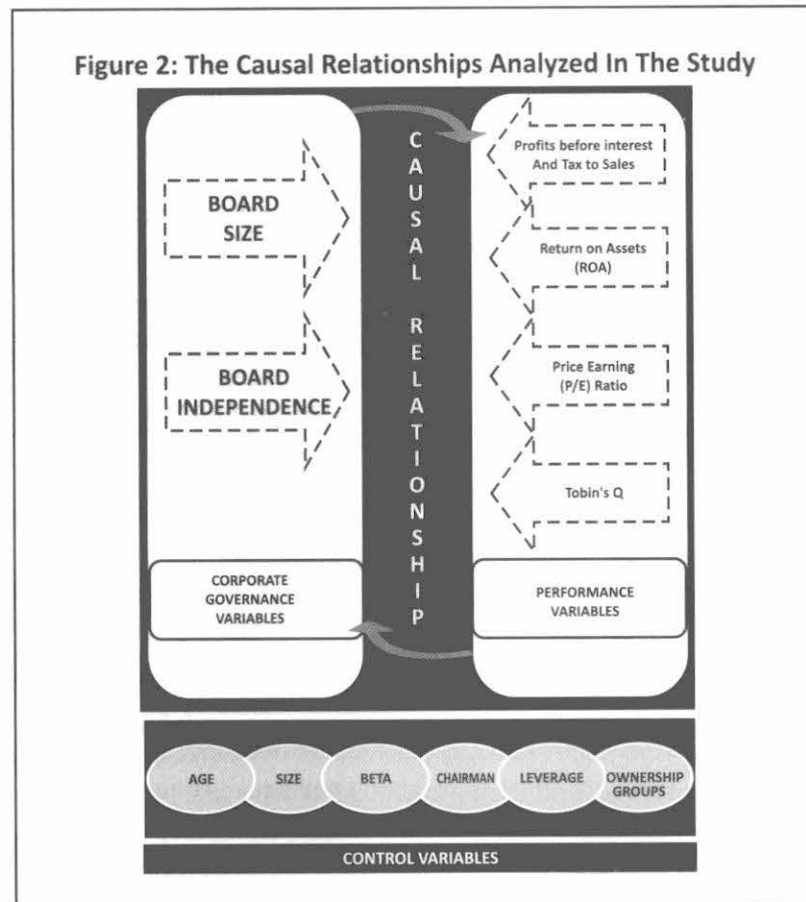 Figure 2: The Causal Relationships Analyzed In The Study
BOARD
SIZE
BOARD
INDEPENDENCE
CORPORATE
GOVERNANCE
VARIABLES
CAUSAL RELATIONSHIP
Profits before interest
And Tax to Sales
Return on Assets
(ROA)
Price Earning
(P/E) Ratio
Tobin's Q
PERFORMANCE
VARIABLES
AGE
SIZE
BETA
CHAIRMAN
LEVERAGE
OWNERSHIP
GROUPS
CONTROL VARIABLES